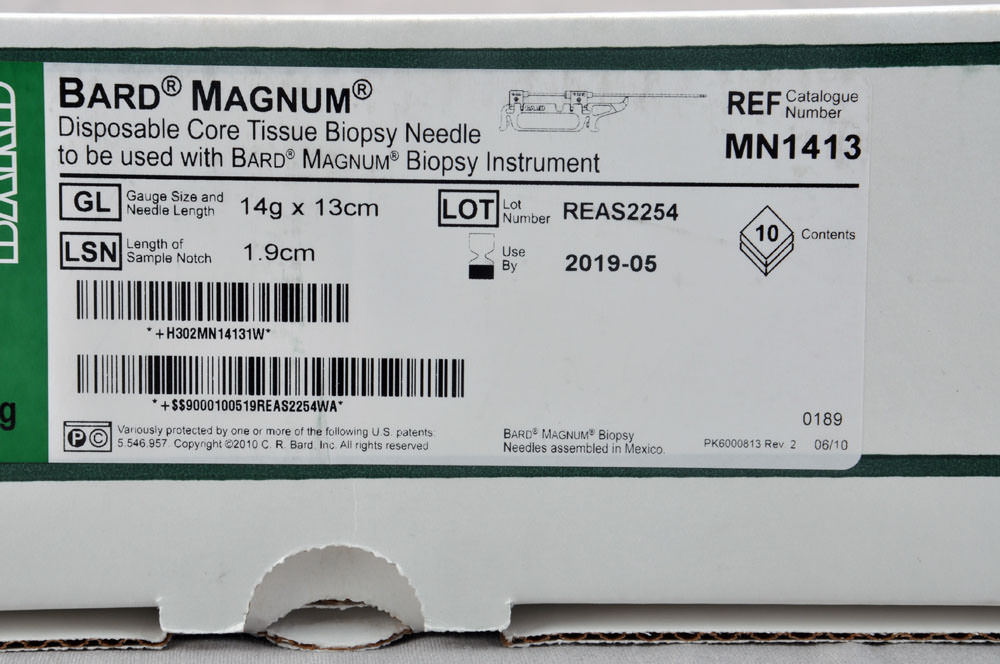 BARD® MAGNUM®
Disposable Core Tissue Biopsy Needle
to be used with BARD® MAGNUM® Biopsy Instrument
REF Catalogue Number
MN1413
GL Gauge Size and Needle Length 14g x 13cm
LOT Lot Number REAS2254
10 Contents
LSN Length of Sample Notch 1.9cm
Use By 2019-05
*+H302MN14131W*
*+$$9000100519REAS2254WA*
g
0189
PC Variously protected by one or more of the following U.S. patents:
5,546,957. Copyright ©2010 C. R. Bard, Inc. All rights reserved
BARD® MAGNUM® Biopsy
Needles assembled in Mexico.
PK6000813 Rev. 2 06/10